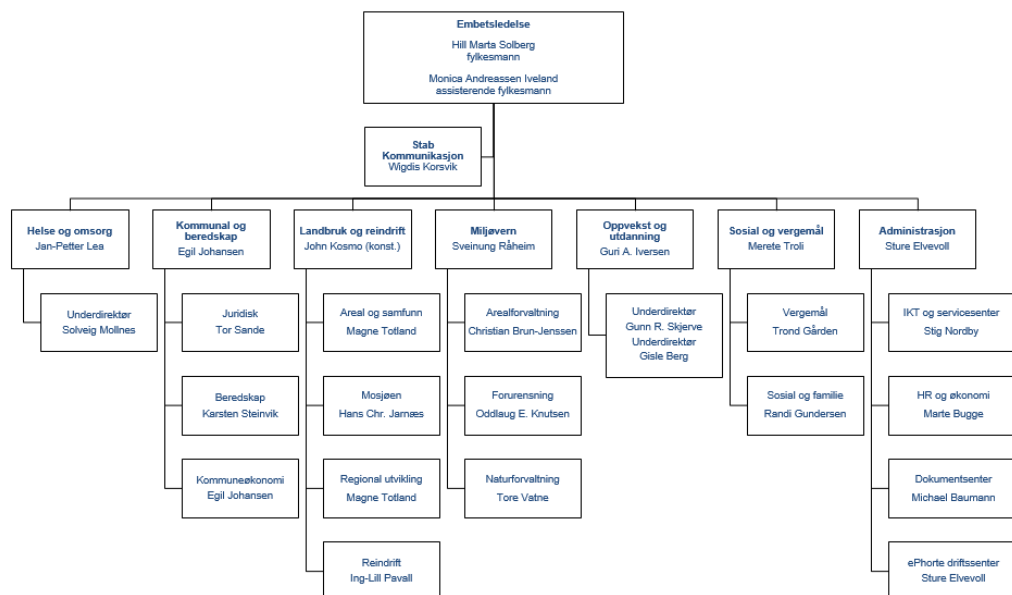 Embetsledelse
Hill Marta Solberg
fylkesmann
Monica Andreassen Iveland
assisterende fylkesmann
Stab
Kommunikasjon
Wigdis Korsvik
Helse og omsorg
Jan-Petter Lea
Underdirektør
Solveig Mollnes
Kommunal og
beredskap
Egil Johansen
Juridisk
Tor Sande
Beredskap
Karsten Steinvik
Kommuneøkonomi
Egil Johansen
Landbruk og reindrift
John Kosmo (konst.)
Areal og samfunn
Magne Totland
Mosjøen
Hans Chr. Jarnæs
Regional utvikling
Magne Totland
Reindrift
Ing-Lill Pavall
Miljøvern
Sveinung Råheim
Arealforvaltning
Christian Brun-Jenssen
Forurensning
Oddlaug E. Knutsen
Naturforvaltning
Tore Vatne
Oppvekst og
utdanning
Guri A. Iversen
Underdirektør
Gunn R. Skjerve
Underdirektør
Gisle Berg
Sosial og vergemål
Merete Troli
Vergemål
Trond Gården
Sosial og familie
Randi Gundersen
Administrasjon
Sture Elvevoll
IKT og servicesenter
Stig Nordby
HR og økonomi
Marte Bugge
Dokumentsenter
Michael Baumann
ePhorte driftssenter
Sture Elvevoll